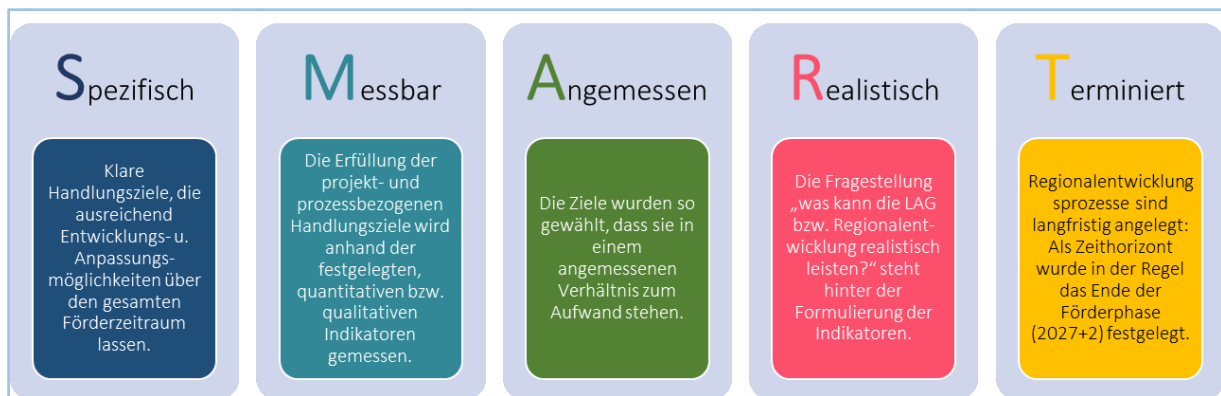 Spezifisch
Klare
Handlungsziele, die
ausreichend
Entwicklungs- u.
Anpassungs-
möglichkeiten über
den gesamten
Förderzeitraum
lassen.
Messbar
Die Erfüllung der
projekt- und
prozessbezogenen
Handlungsziele wird
anhand der
festgelegten,
quantitativen bzw.
qualitativen
Indikatoren
gemessen.
Angemessen
Die Ziele wurden so
gewählt, dass sie in
einem
angemessenen
Verhältnis zum
Aufwand stehen.
Realistisch
Die Fragestellung
„was kann die LAG
bzw. Regionalent-
wicklung realistisch
leisten?“ steht
hinter der
Formulierung der
Indikatoren.
Terminiert
Regionalentwicklung
sprozesse sind
langfristig angelegt:
Als Zeithorizont
wurde in der Regel
das Ende der
Förderphase
(2027+2) festgelegt.